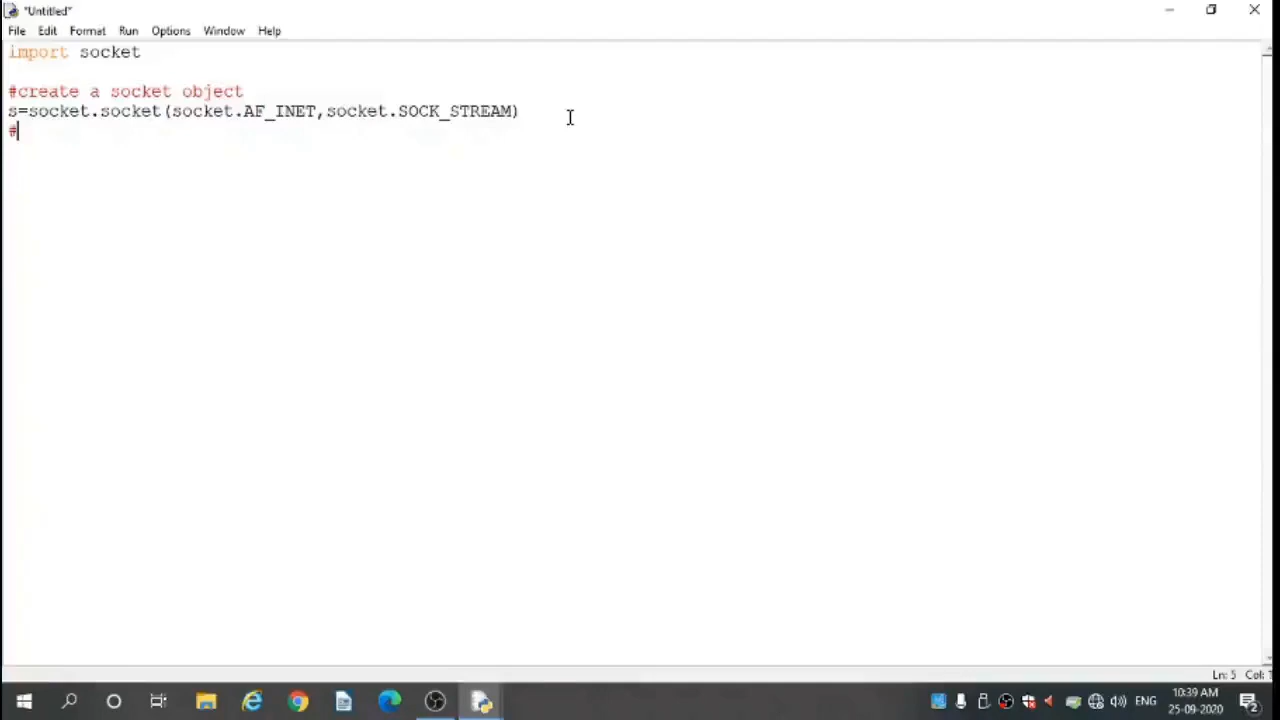 *Untitled*
File Edit Format Run Options Window Help
import socket
#create a socket object
s=socket.socket(socket.AF_INET,socket.SOCK_STREAM)
#
Ln: 5 Col:
ENG
10:39 AM
25-09-2020
2